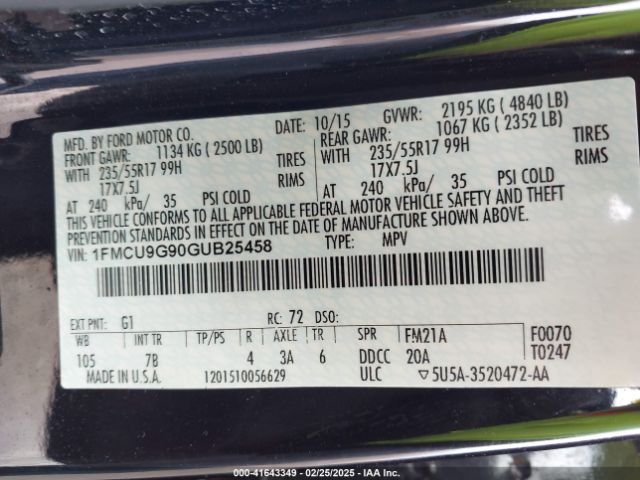 MFD. BY FORD MOTOR CO.
DATE: 10/15 GVWR: 2195 KG ( 4840 LB)
FRONT GAWR: 1134 KG ( 2500 LB) REAR GAWR: 1067 KG ( 2352 LB)
WITH 235/55R17 99H TIRES WITH 235/55R17 99H TIRES
17X7.5J RIMS 17X7.5J RIMS
AT 240 kPa/ 35 PSI COLD AT 240 kPa/ 35 PSI COLD
THIS VEHICLE CONFORMS TO ALL APPLICABLE FEDERAL MOTOR VEHICLE SAFETY AND THEFT
PREVENTION STANDARDS IN EFFECT ON THE DATE OF MANUFACTURE SHOWN ABOVE.
VIN: 1FMCU9G90GUB25458 TYPE: MPV
EXT PNT: G1 RC: 72 DSO:
WB INT TR TP/PS R AXLE TR SPR FM21A F0070
105 7B 4 3A 6 DDCC 20A T0247
MADE IN U.S.A. 1201510056629 ULC ▽5U5A-3520472-AA
000-41643349 - 02/25/2025 - IAA Inc.